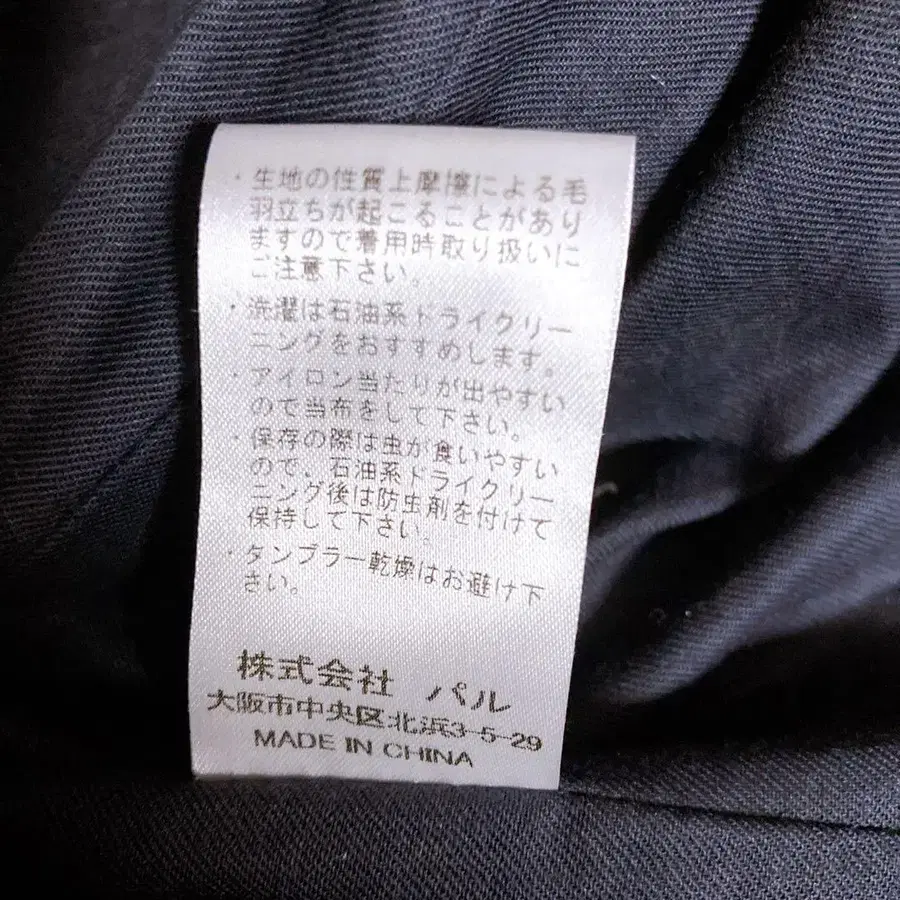 ・生地の性質上摩擦による毛
羽立ちが起こることがあり
ますので着用時取り扱いに
ご注意下さい。
・洗濯は石油系ドライクリー
ニングをおすすめします。
・アイロン当たりが出やすい
ので当布をして下さい。
・保存の際は虫が食いやすい
ので、石油系ドライクリー
ニング後は防虫剤を付けて
保持して下さい。
・タンブラー乾燥はお避け下
さい。
株式会社 パル
大阪市中央区北浜3-5-29
MADE IN CHINA